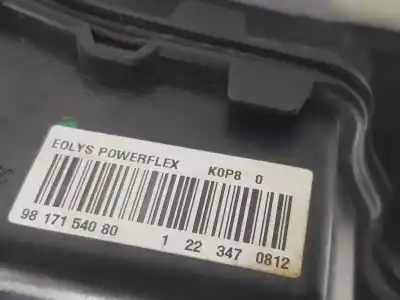 EOLYS POWERFLEX K0P8 0
98 171 540 80 1 22 347 0812